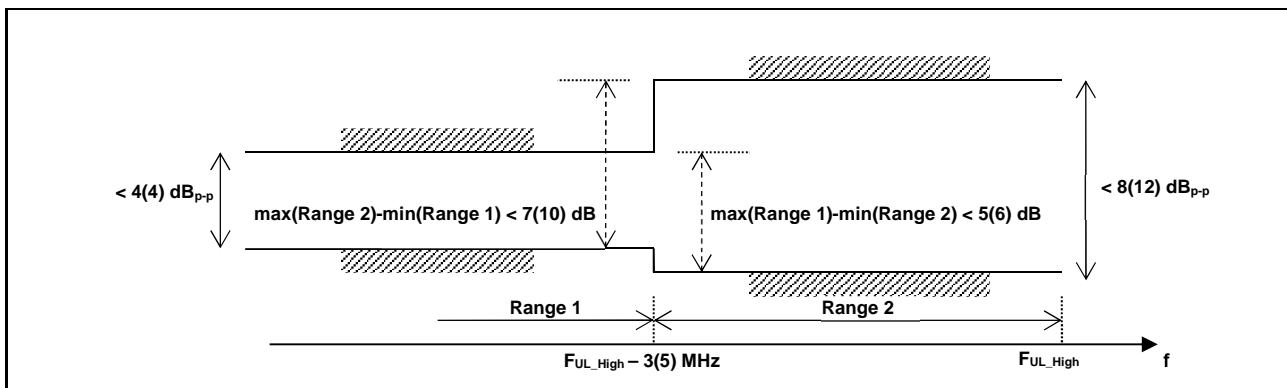 < 4(4) dBp-p
max(Range 2)-min(Range 1) < 7(10) dB
max(Range 1)-min(Range 2) < 5(6) dB
< 8(12) dBp-p
Range 1
Range 2
FUL_High – 3(5) MHz
FUL_High
f